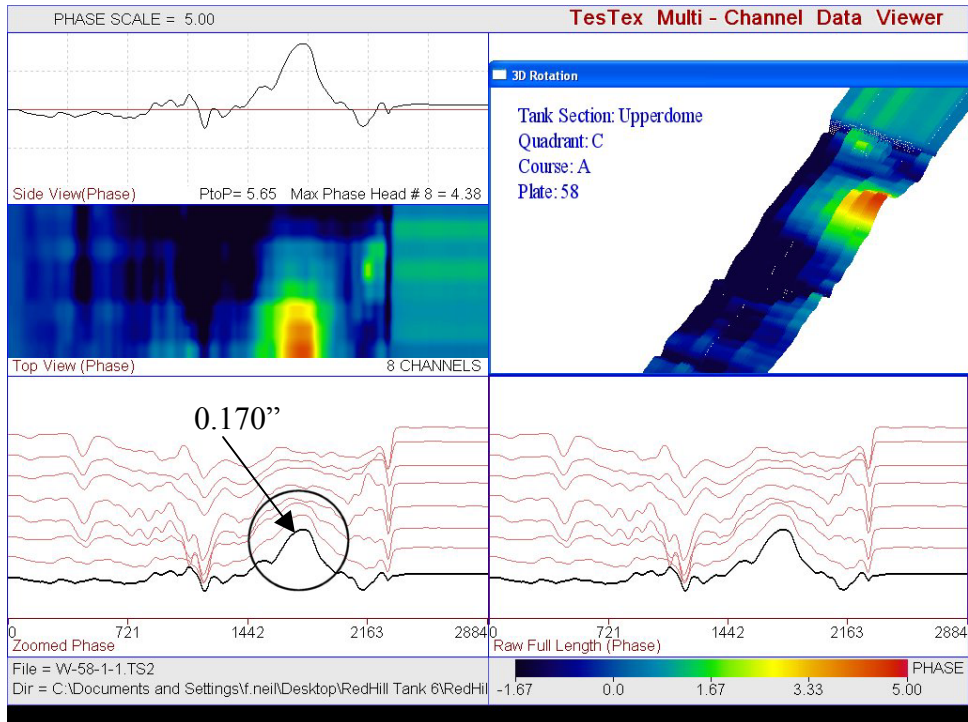 PHASE SCALE = 5.00
TesTex Multi - Channel Data Viewer
3D Rotation
Tank Section: Upperdome
Quadrant: C
Course: A
Plate: 58
Side View(Phase) PtoP= 5.65 Max Phase Head # 8 = 4.38
Top View (Phase) 8 CHANNELS
0.170”
0 721 1442 2163 2884
Zoomed Phase
0 721 1442 2163 2884
Raw Full Length (Phase)
File = W-58-1-1.TS2
Dir = C:\Documents and Settings\f.neil\Desktop\RedHill Tank 6\RedHil
PHASE
-1.67 0.0 1.67 3.33 5.00